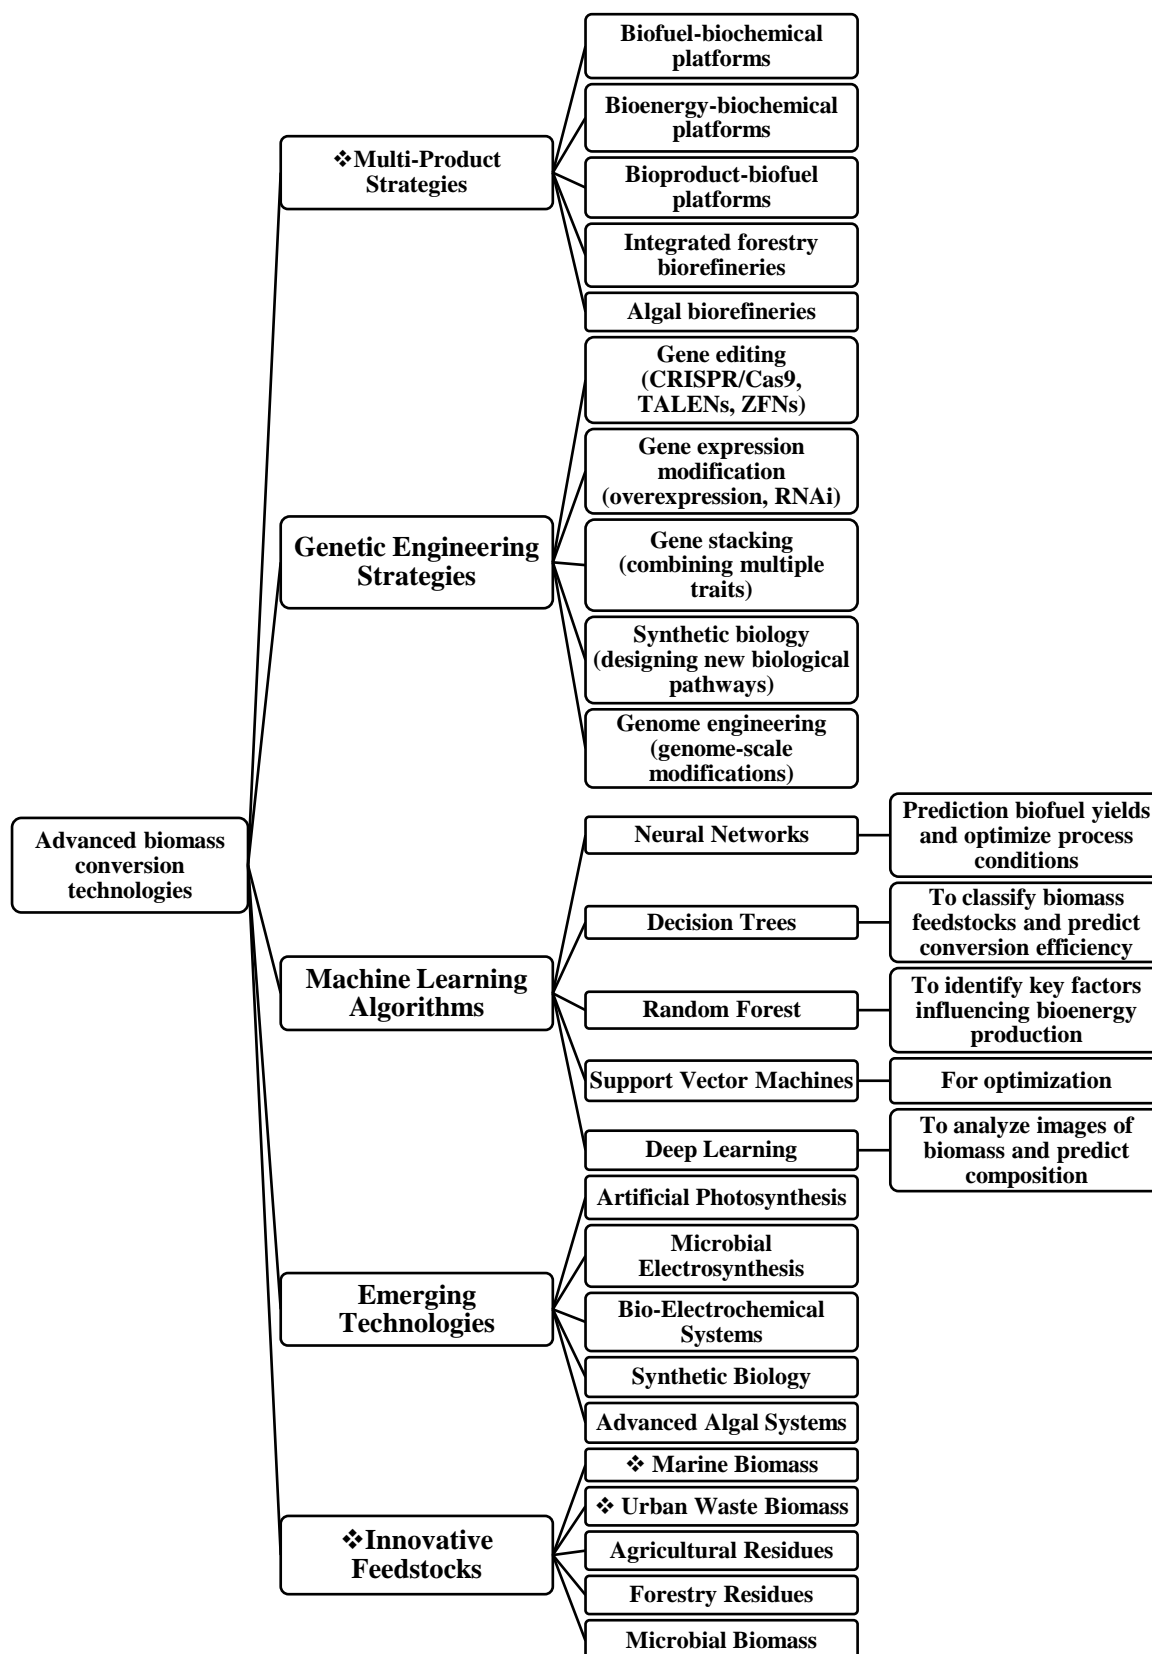 Biofuel-biochemical
platforms
Bioenergy-biochemical
platforms
❖Multi-Product
Strategies
Bioproduct-biofuel
platforms
Integrated forestry
biorefineries
Algal biorefineries
Gene editing
(CRISPR/Cas9,
TALENs, ZFNs)
Gene expression
modification
(overexpression, RNAi)
Genetic Engineering
Strategies
Gene stacking
(combining multiple
traits)
Synthetic biology
(designing new biological
pathways)
Genome engineering
(genome-scale
modifications)
Advanced biomass
conversion
technologies
Neural Networks
Prediction biofuel yields
and optimize process
conditions
Decision Trees
To classify biomass
feedstocks and predict
conversion efficiency
Machine Learning
Algorithms
Random Forest
To identify key factors
influencing bioenergy
production
Support Vector Machines
For optimization
Deep Learning
To analyze images of
biomass and predict
composition
Artificial Photosynthesis
Microbial
Electrosynthesis
Emerging
Technologies
Bio-Electrochemical
Systems
Synthetic Biology
Advanced Algal Systems
❖ Marine Biomass
❖ Urban Waste Biomass
❖Innovative
Feedstocks
Agricultural Residues
Forestry Residues
Microbial Biomass